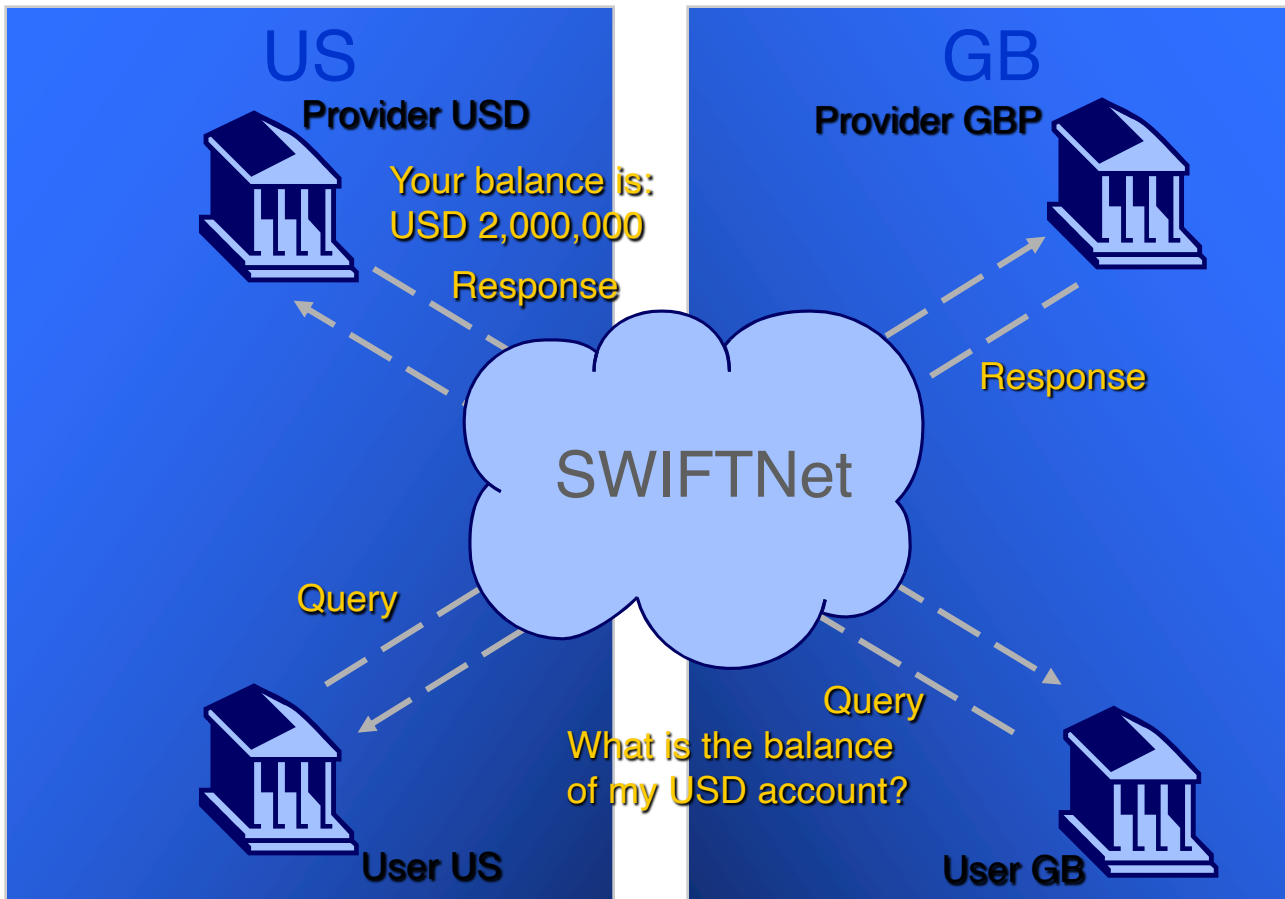 US
GB
Provider USD
Provider GBP
Your balance is:
USD 2,000,000
Response
Response
SWIFTNet
Query
Query
What is the balance
of my USD account?
User US
User GB